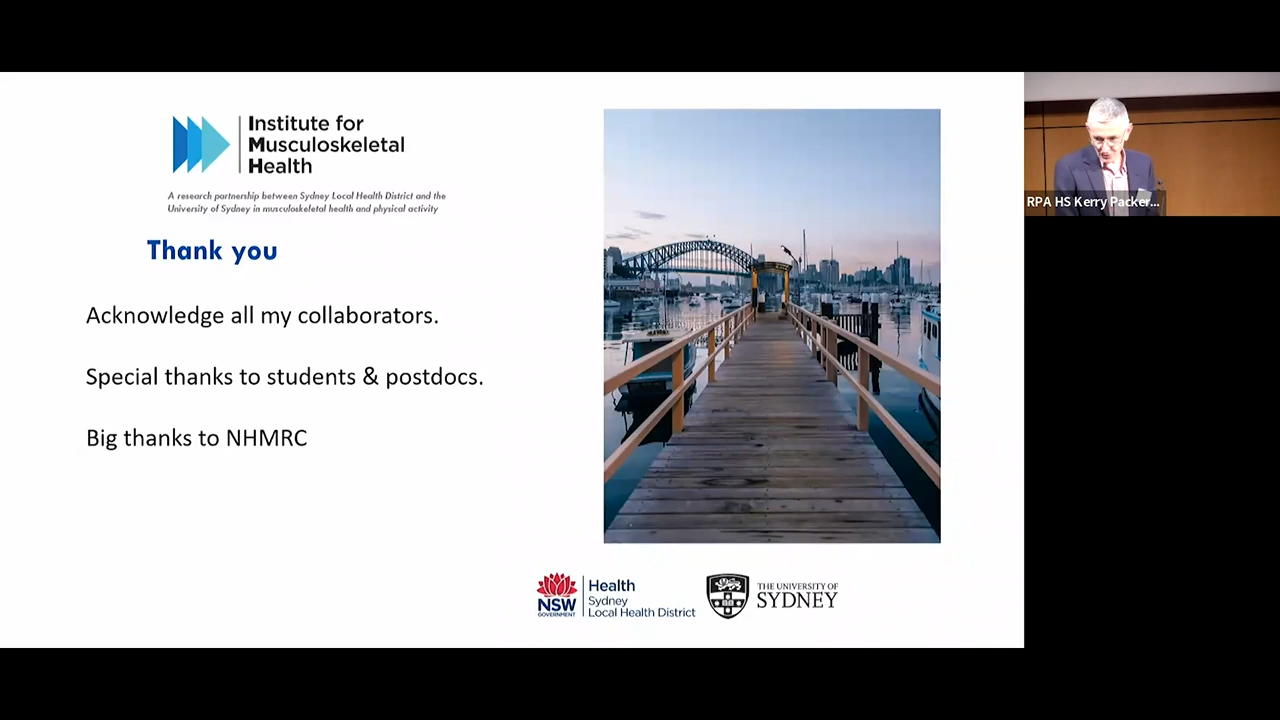 Institute for
Musculoskeletal
Health
A research partnership between Sydney Local Health District and the
University of Sydney in musculoskeletal health and physical activity
Thank you
Acknowledge all my collaborators.
Special thanks to students & postdocs.
Big thanks to NHMRC
NSW
GOVERNMENT
Health
Sydney
Local Health District
THE UNIVERSITY OF
SYDNEY
RPA HS Kerry Packer...